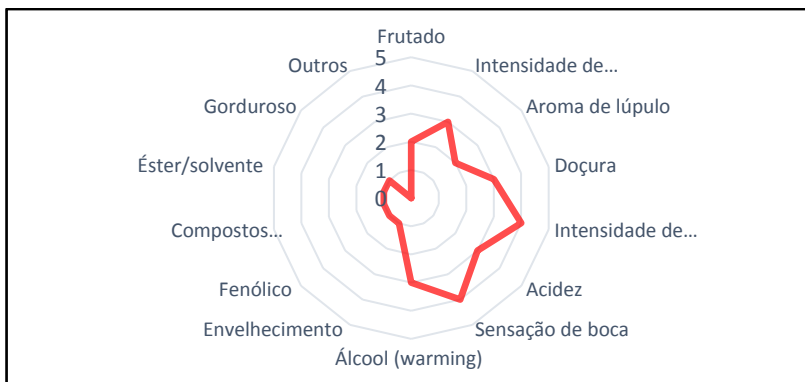 Frutado
Intensidade de...
Aroma de lúpulo
Doçura
Intensidade de...
Acidez
Sensação de boca
Álcool (warming)
Envelhecimento
Fenólico
Compostos...
Éster/solvente
Gorduroso
Outros
5
4
3
2
1
0